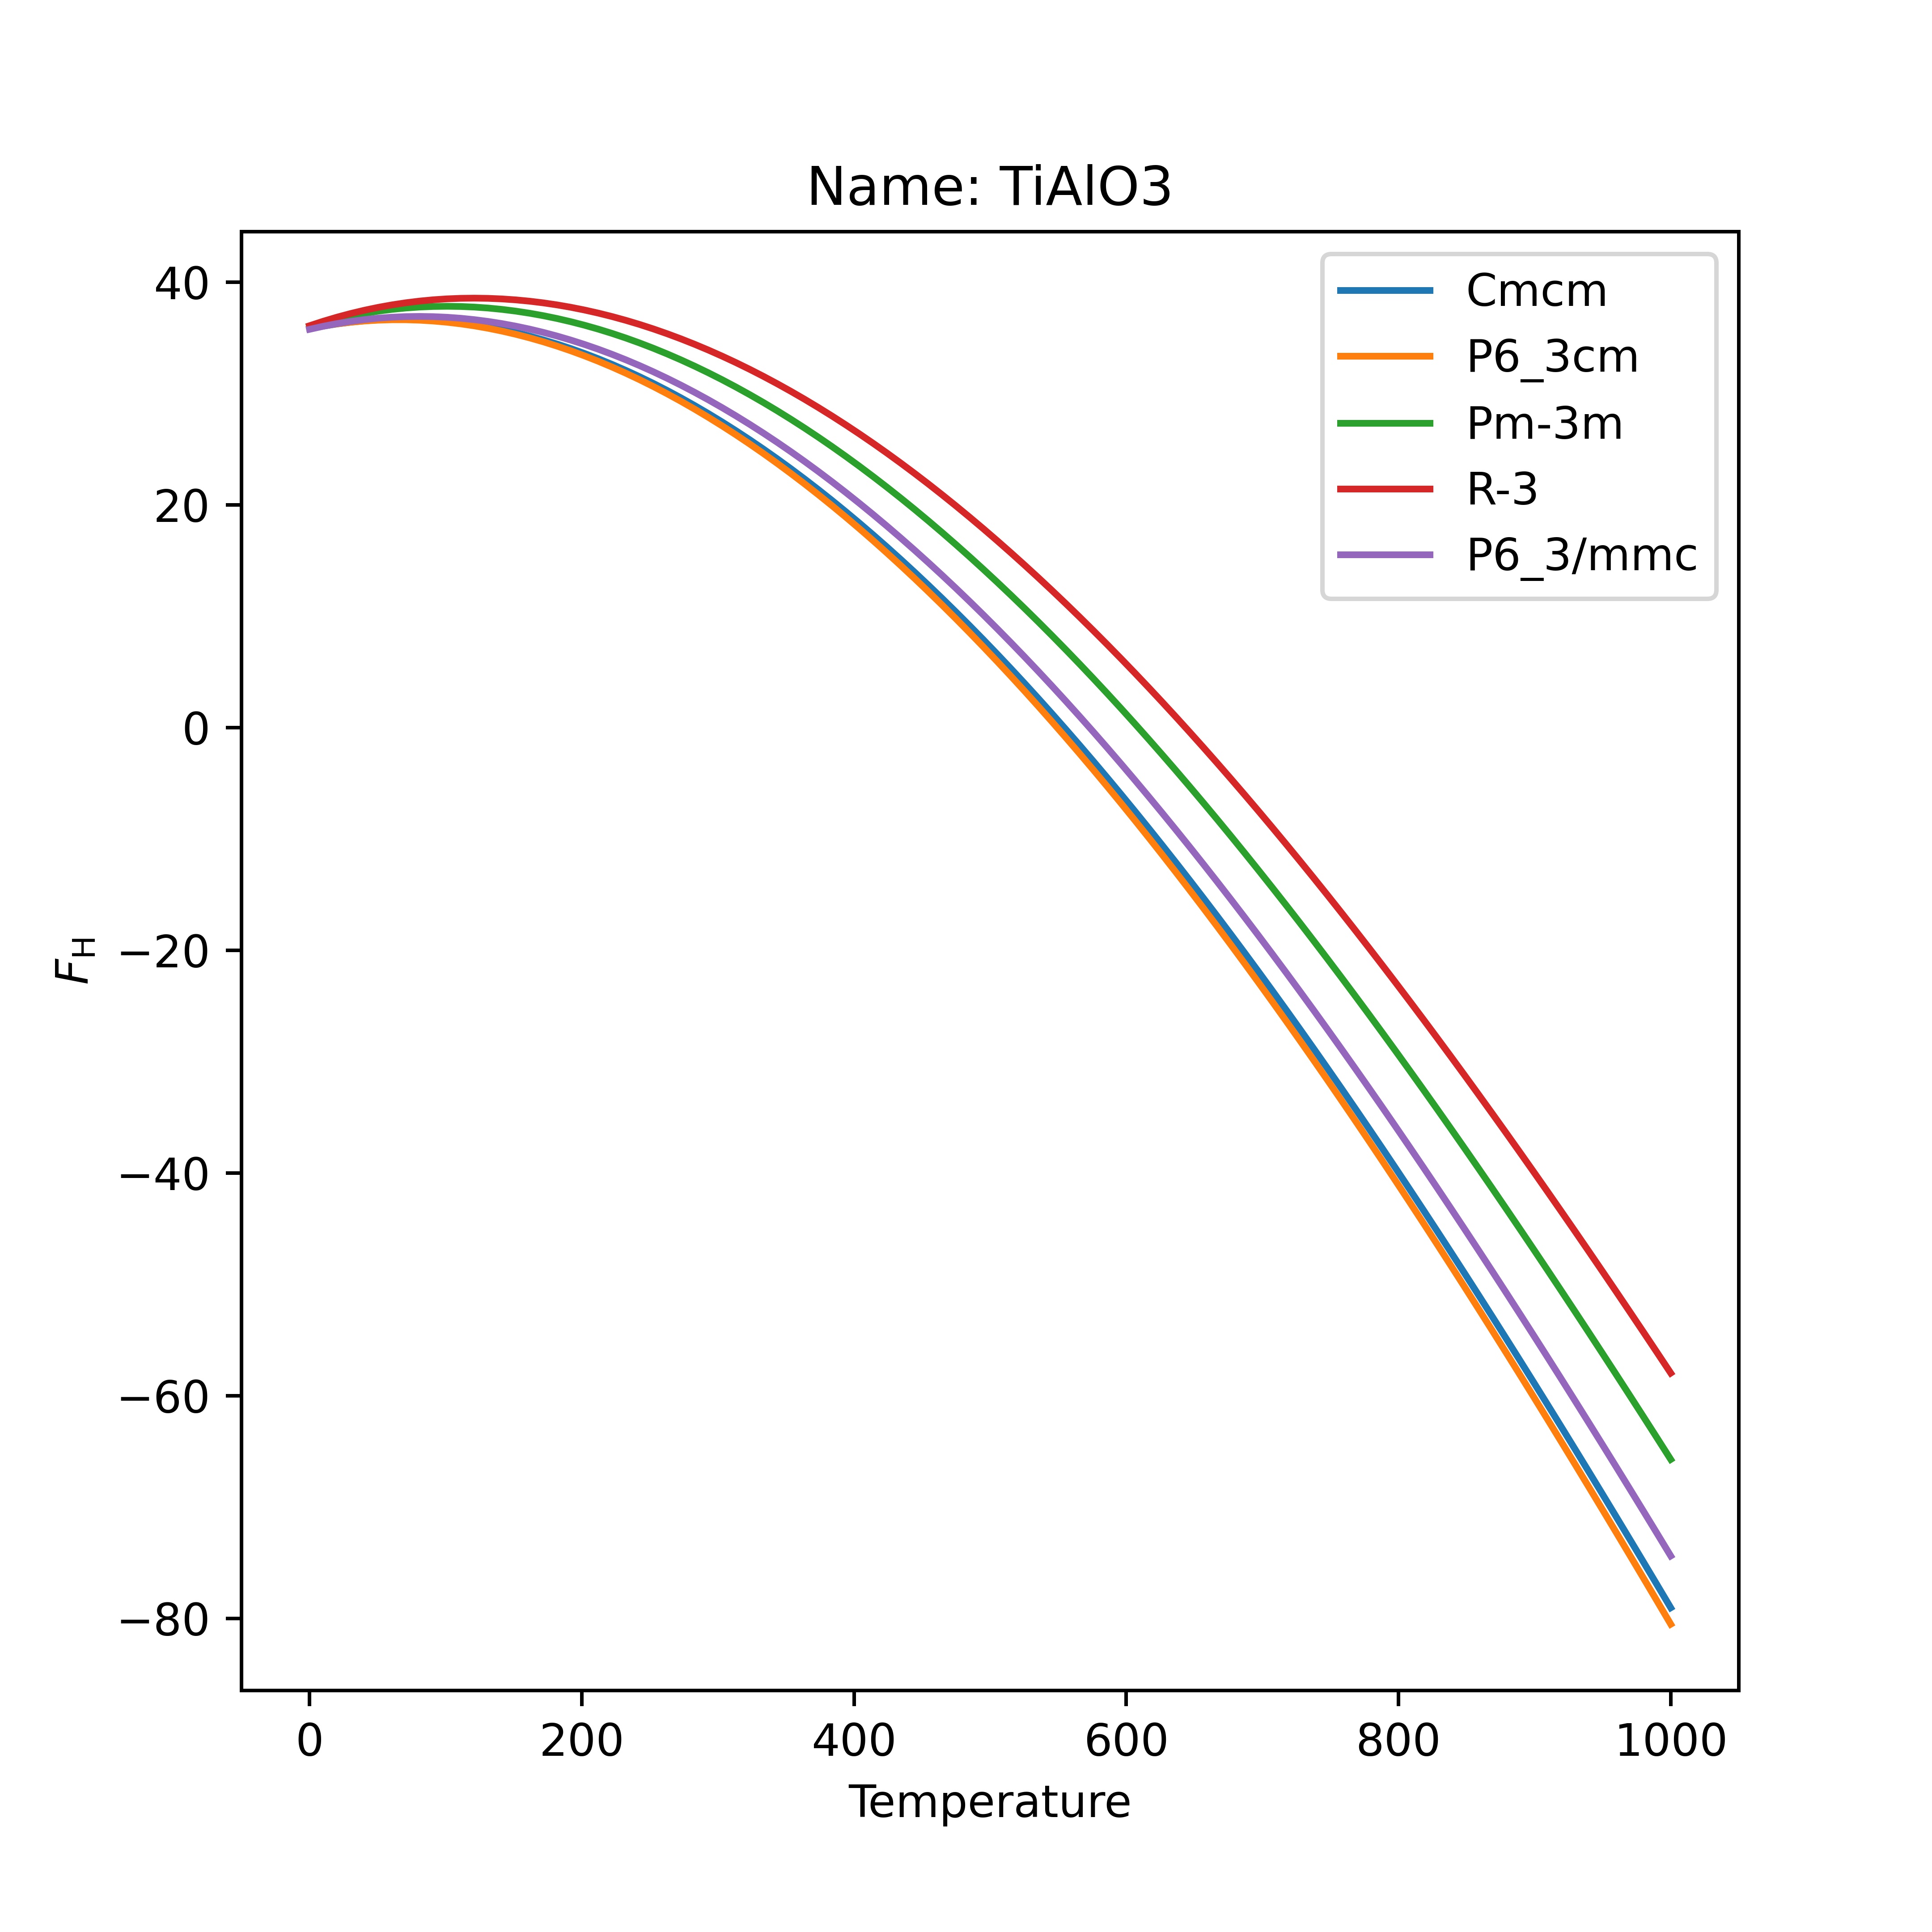 Name: TiAlO3
40
20
0
−20
−40
−60
−80
F_H
Cmcm
P6_3cm
Pm-3m
R-3
P6_3/mmc
0 200 400 600 800 1000
Temperature